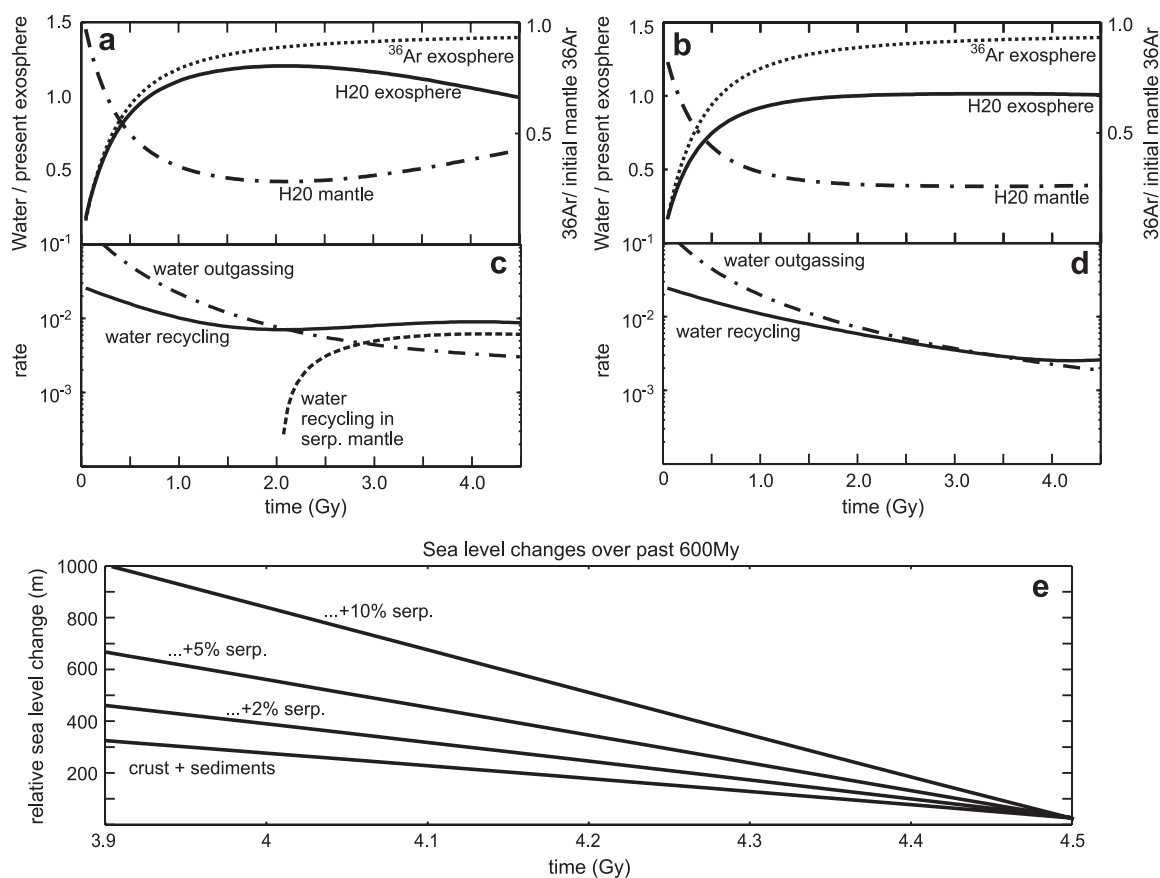 a
b
1.5
1.0
0.5
Water / present exosphere
36Ar exosphere
H20 exosphere
H20 mantle
1.0
0.5
36Ar/ initial mantle 36Ar
1.5
1.0
0.5
Water / present exosphere
36Ar exosphere
H20 exosphere
H20 mantle
1.0
0.5
36Ar/ initial mantle 36Ar
c
10-1
10-2
10-3
rate
water outgassing
water recycling
water
recycling in
serp. mantle
0 1.0 2.0 3.0 4.0
time (Gy)
d
10-1
10-2
10-3
rate
water outgassing
water recycling
0 1.0 2.0 3.0 4.0
time (Gy)
Sea level changes over past 600My
e
1000
800
600
400
200
relative sea level change (m)
...+10% serp.
...+5% serp.
...+2% serp.
crust + sediments
3.9 4 4.1 4.2 4.3 4.4 4.5
time (Gy)